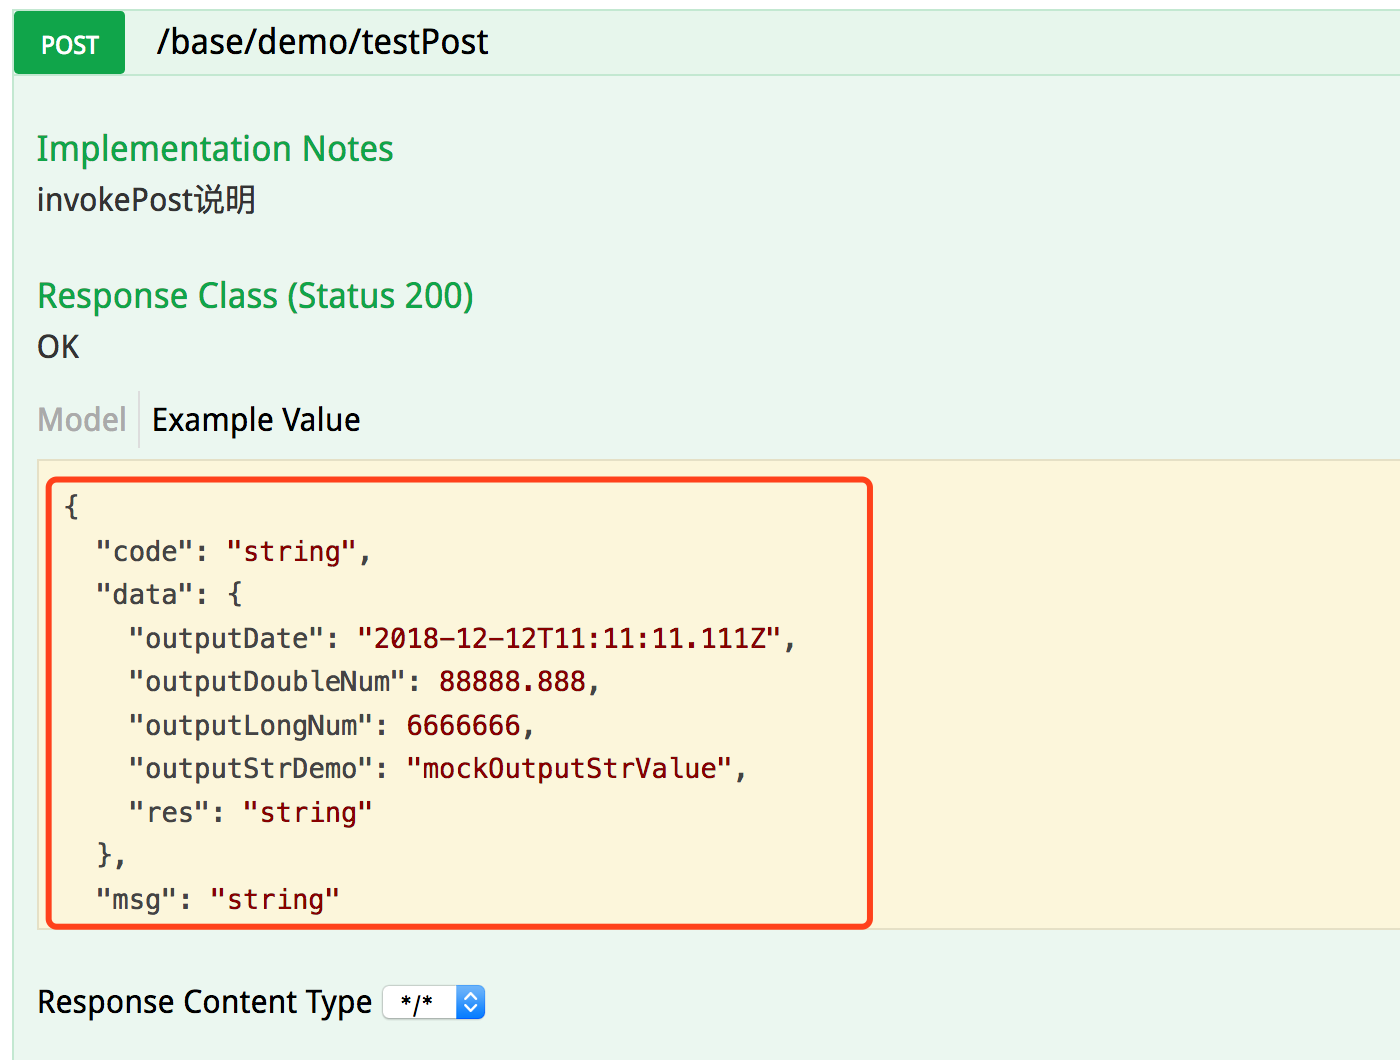 POST /base/demo/testPost
Implementation Notes
invokePost说明
Response Class (Status 200)
OK
Model Example Value
{
"code": "string",
"data": {
"outputDate": "2018-12-12T11:11:11.111Z",
"outputDoubleNum": 88888.888,
"outputLongNum": 6666666,
"outputStrDemo": "mockOutputStrValue",
"res": "string"
},
"msg": "string"
Response Content Type */*